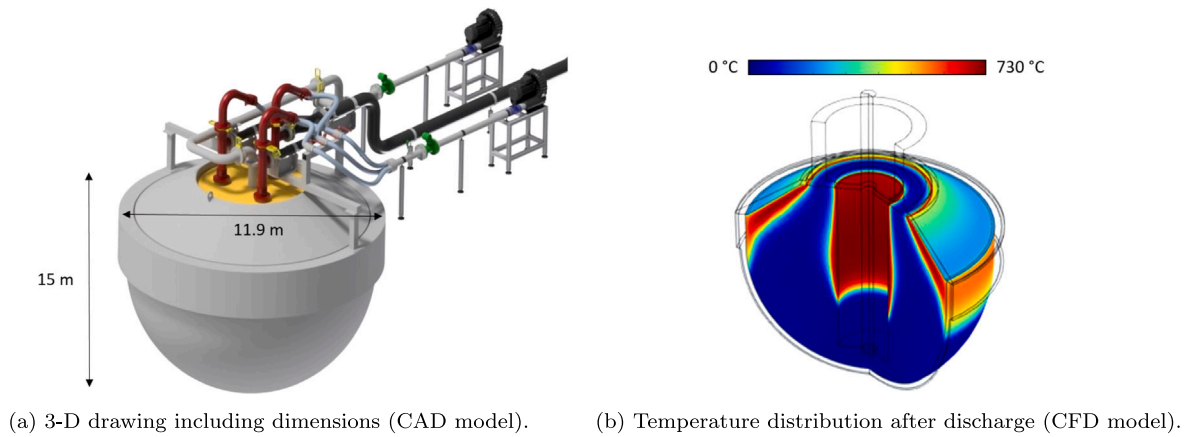 0 °C
730 °C
11.9 m
15 m
(a) 3-D drawing including dimensions (CAD model).
(b) Temperature distribution after discharge (CFD model).